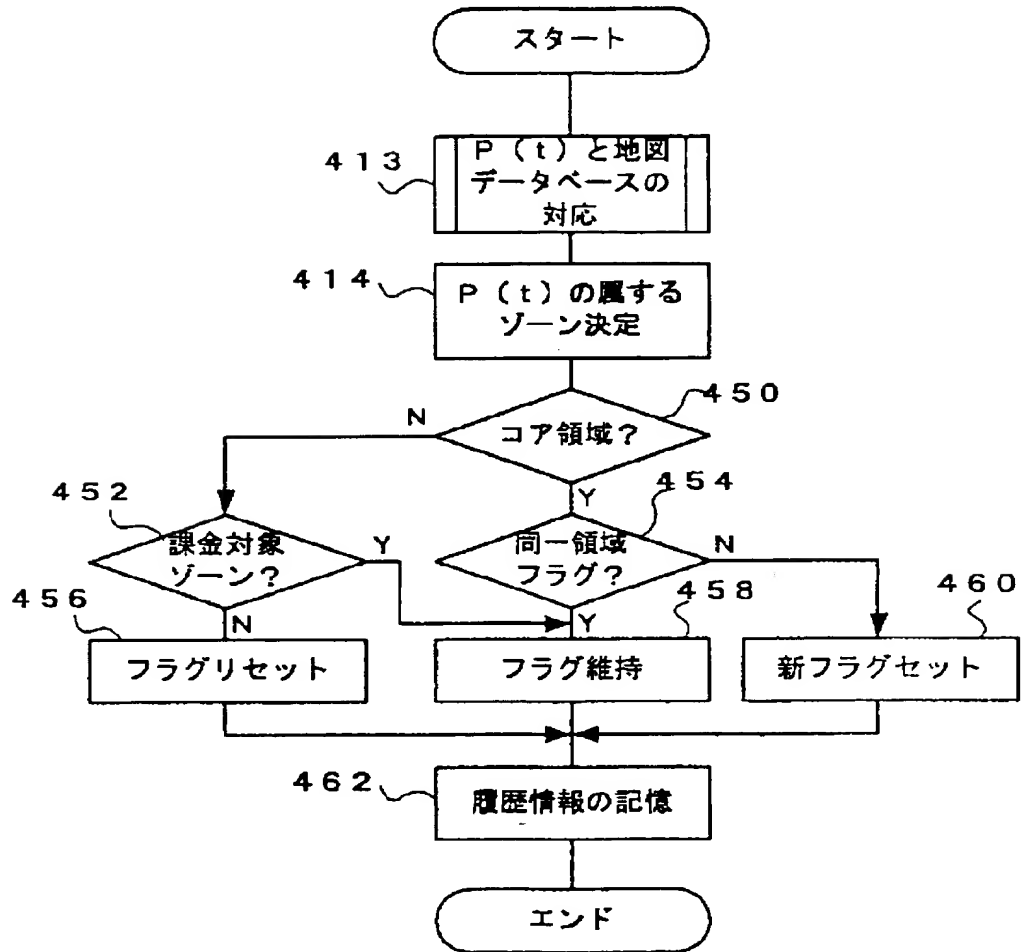 スタート
413
P(t)と地図
データベースの
対応
414
P(t)の属する
ゾーン決定
450
N
コア領域?
Y
452
454
課金対象
ゾーン?
Y
同一領域
フラグ?
N
456
N
458
Y
460
フラグリセット
フラグ維持
新フラグセット
462
履歴情報の記憶
エンド